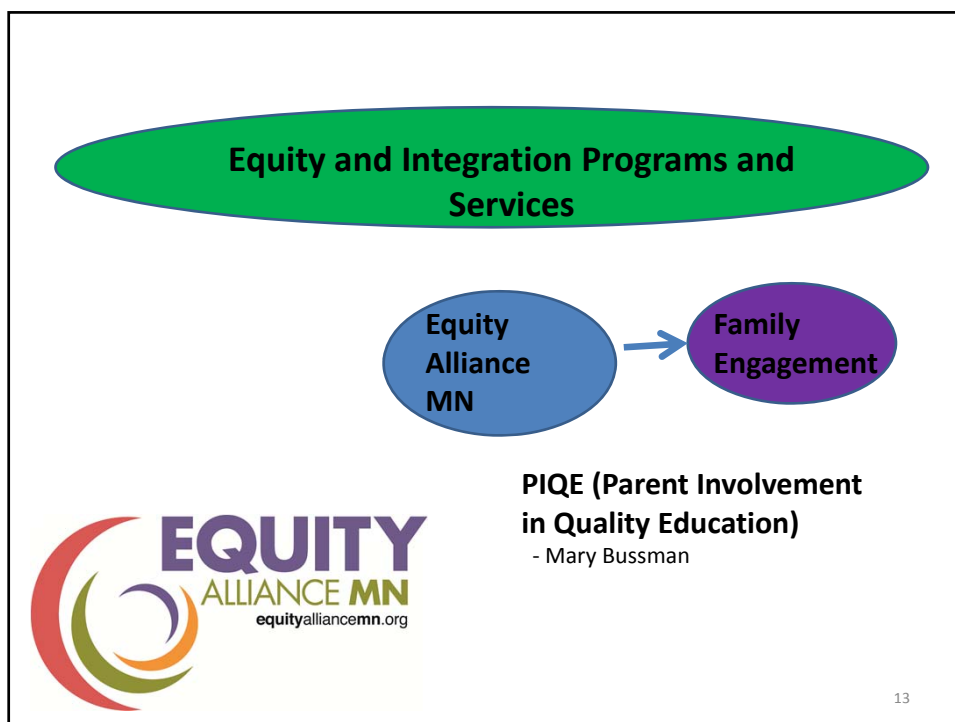 Equity and Integration Programs and
Services
Equity
Alliance
MN
Family
Engagement
PIQE (Parent Involvement
in Quality Education)
- Mary Bussman
EQUITY
ALLIANCE MN
equityalliancemn.org
13